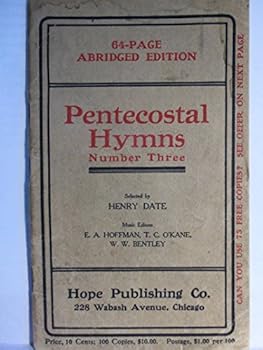 64-PAGE
ABRIDGED EDITION
Pentecostal
Hymns
Number Three
Selected by
HENRY DATE
Music Editors
E. A. HOFFMAN, T. C. O'KANE,
W. W. BENTLEY
Hope Publishing Co.
228 Wabash Avenue, Chicago
Price, 10 Cents; 100 Copies, $10.00. Postage, $1.00 per 100
CAN YOU USE 73 FREE COPIES? SEE OFFER ON NEXT PAGE